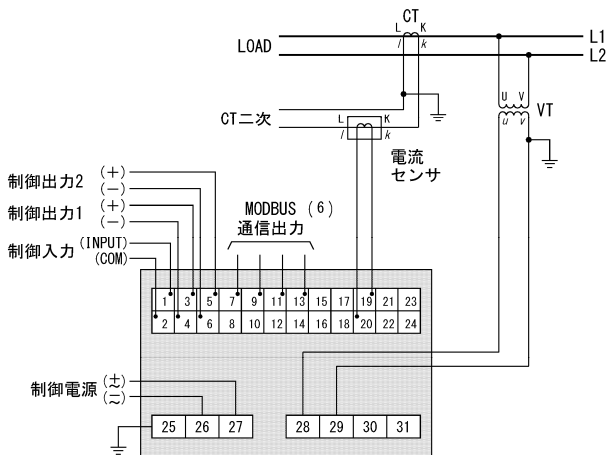 CT
L K
l k
LOAD
L1
L2
U V
u v
VT
CT二次
L K
l k
電流
センサ
制御出力2 (+)
(−)
制御出力1 (+)
(−)
制御入力 (INPUT)
(COM)
MODBUS (6)
通信出力
1 3 5 7 9 11 13 15 17 19 21 23
2 4 6 8 10 12 14 16 18 20 22 24
制御電源 (±)
(≂)
25 26 27
28 29 30 31